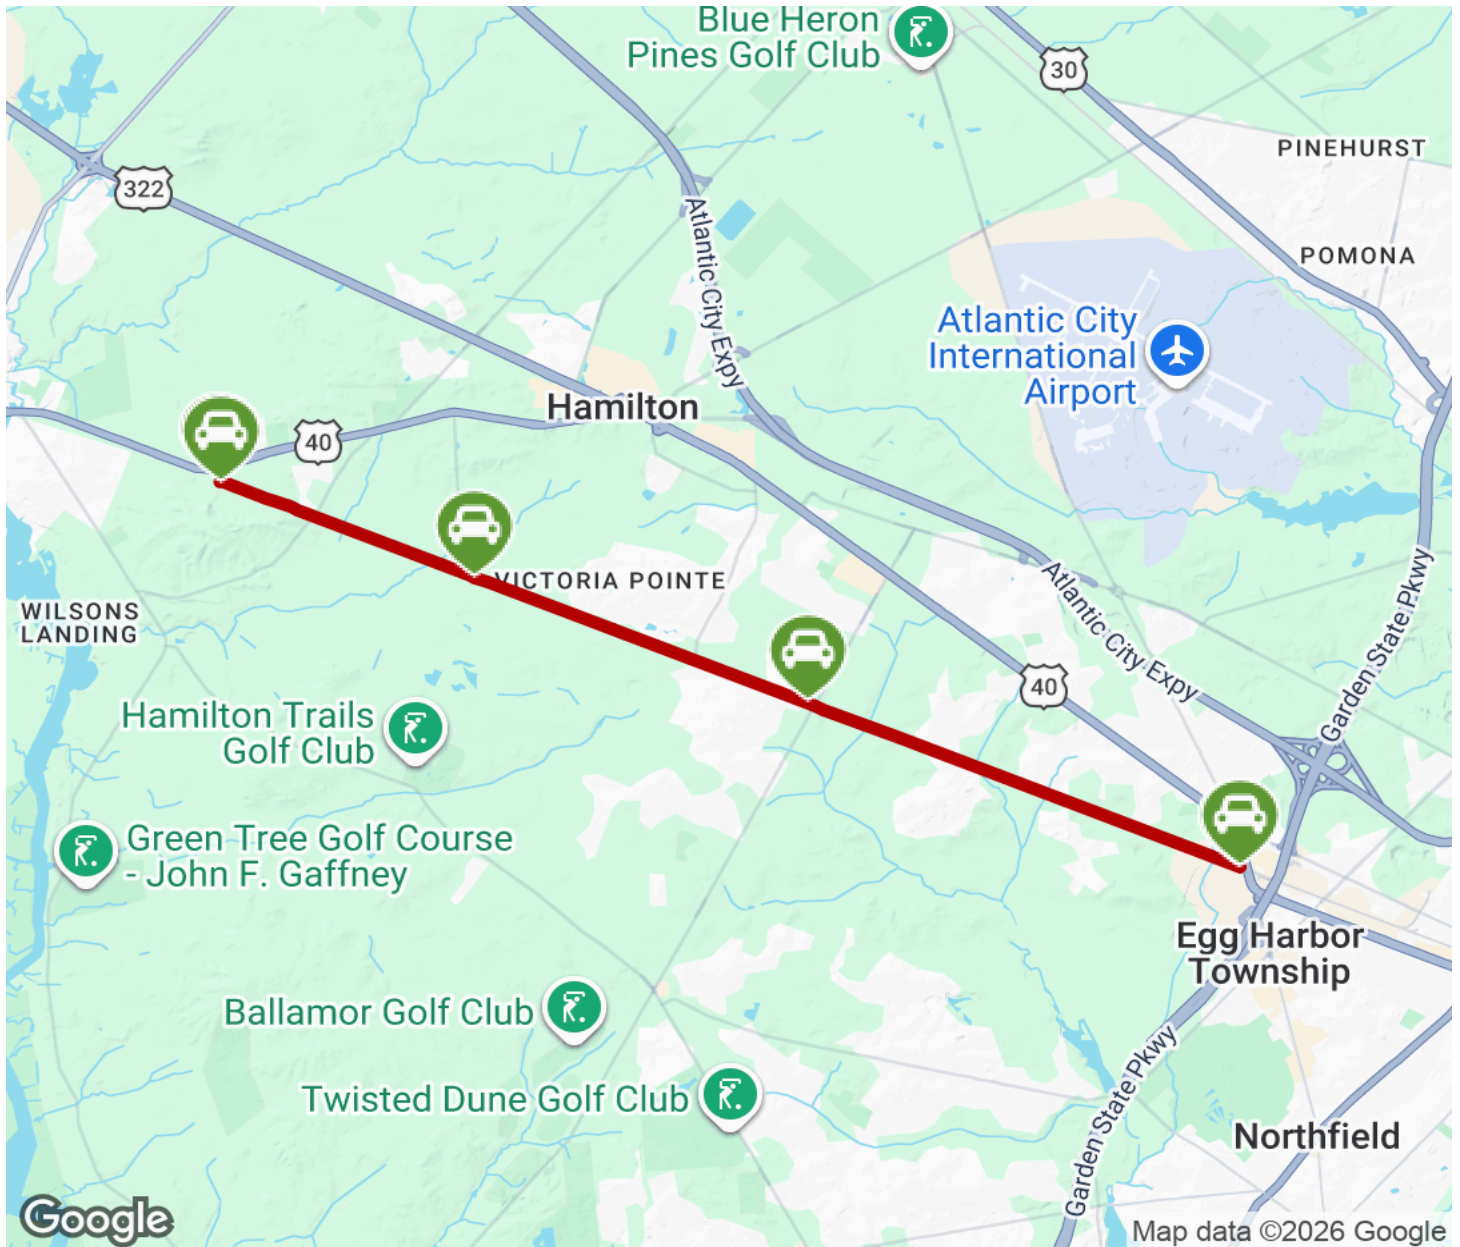 Blue Heron
Pines Golf Club
30
PINEHURST
322
POMONA
Atlantic City Expy
Atlantic City
International
Airport
Hamilton
40
VICTORIA POINTE
WILSONS
LANDING
Atlantic City Expy
Garden State Pkwy
40
Hamilton Trails
Golf Club
Green Tree Golf Course
- John F. Gaffney
Egg Harbor
Township
Ballamor Golf Club
Twisted Dune Golf Club
Garden State Pkwy
Northfield
Google
Map data ©2026 Google